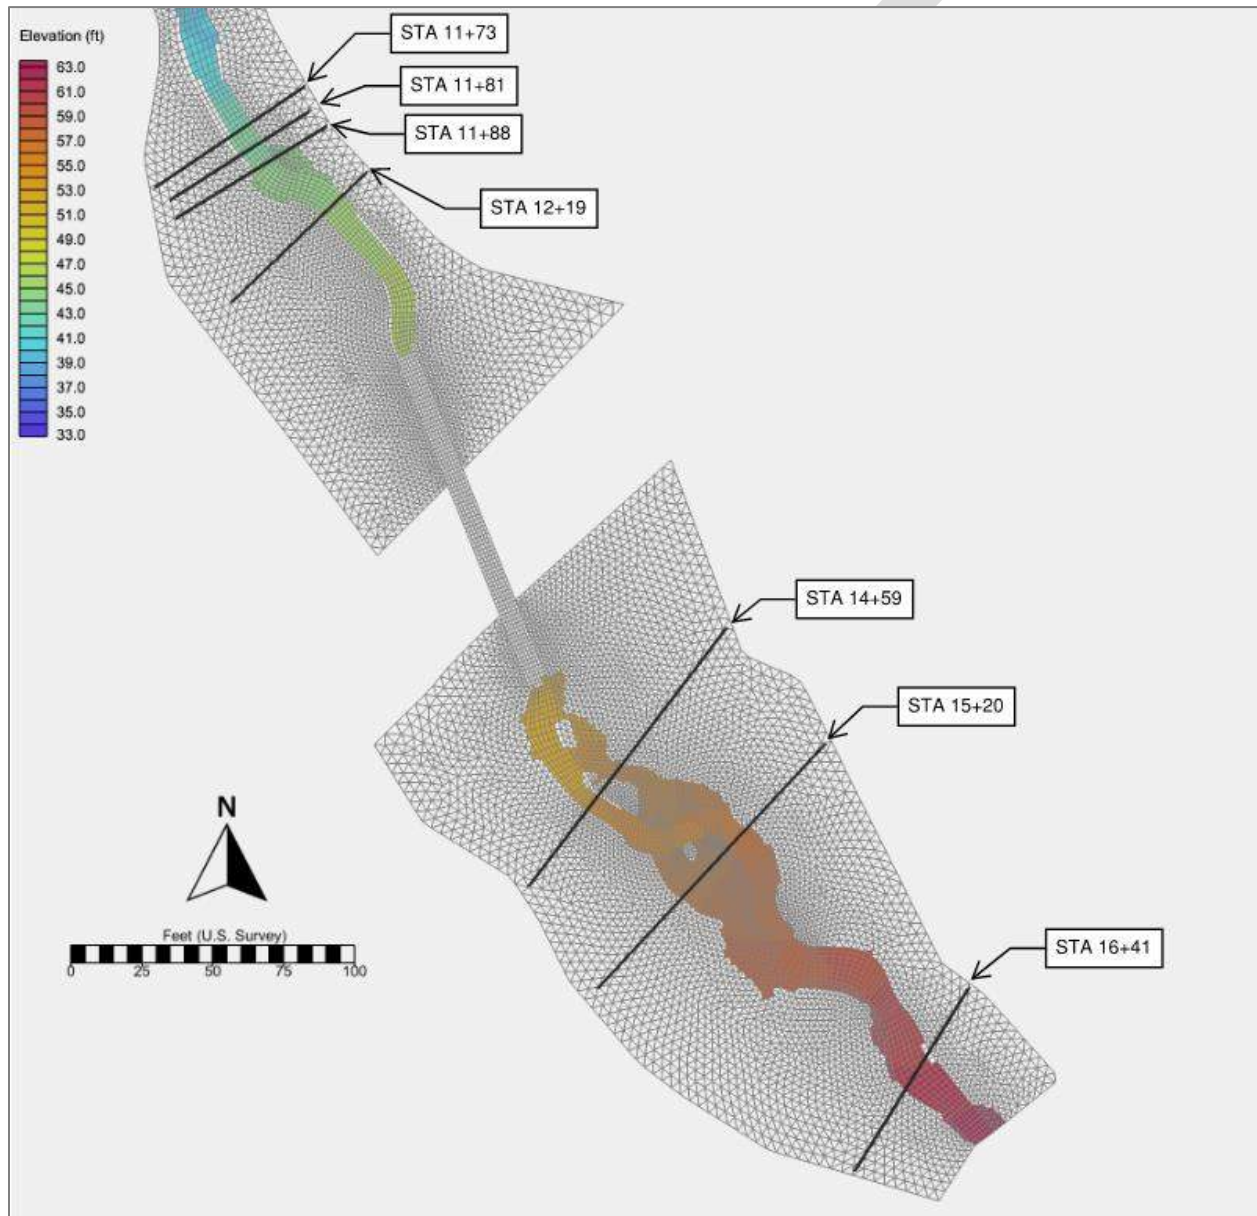 Elevation (ft)
63.0
61.0
59.0
57.0
55.0
53.0
51.0
49.0
47.0
45.0
43.0
41.0
39.0
37.0
35.0
33.0
STA 11+73
STA 11+81
STA 11+88
STA 12+19
STA 14+59
STA 15+20
STA 16+41
N
Feet (U.S. Survey)
0 25 50 75 100